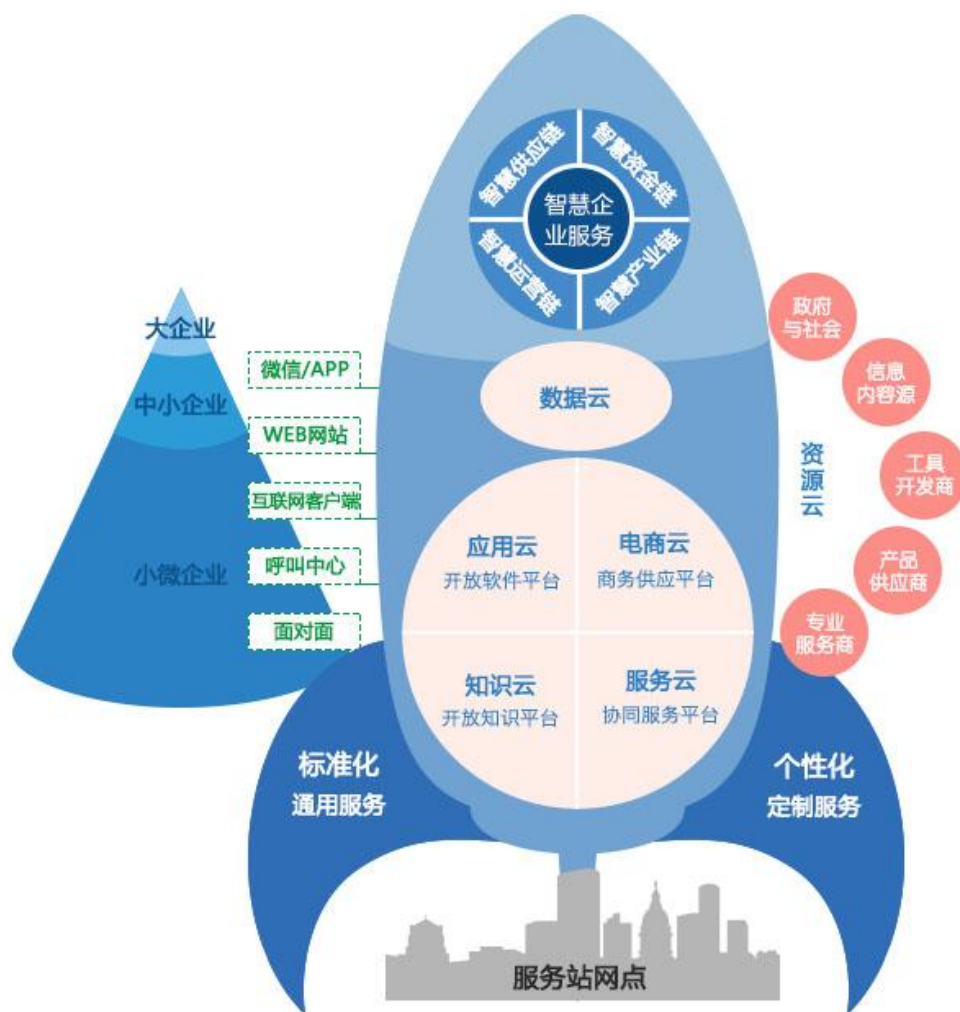 智慧供应链
智慧资金链
智慧企
业服务
智慧运营链
智慧产业链
大企业
中小企业
小微企业
微信/APP
WEB网站
互联网客户端
呼叫中心
面对面
数据云
应用云
开放软件平台
电商云
商务供应平台
知识云
开放知识平台
服务云
协同服务平台
资源云
政府
与社会
信息
内容源
工具
开发商
产品
供应商
专业
服务商
标准化
通用服务
个性化
定制服务
服务站网点